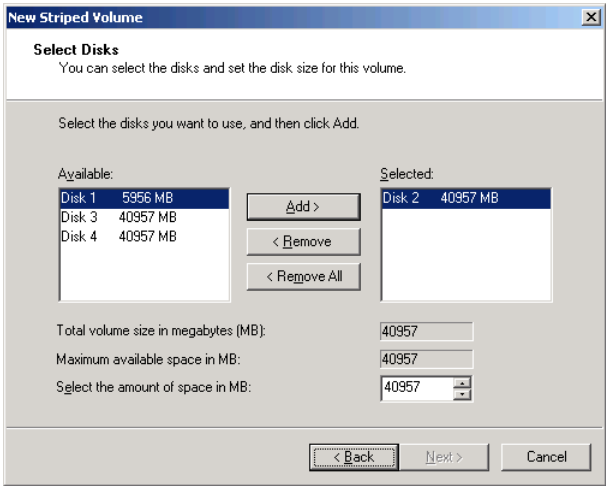 New Striped Volume
Select Disks
You can select the disks and set the disk size for this volume.
Select the disks you want to use, and then click Add.
Available:
Disk 1 5956 MB
Disk 3 40957 MB
Disk 4 40957 MB
Add >
< Remove
< Remove All
Selected:
Disk 2 40957 MB
Total volume size in megabytes (MB): 40957
Maximum available space in MB: 40957
Select the amount of space in MB: 40957
< Back
Next >
Cancel